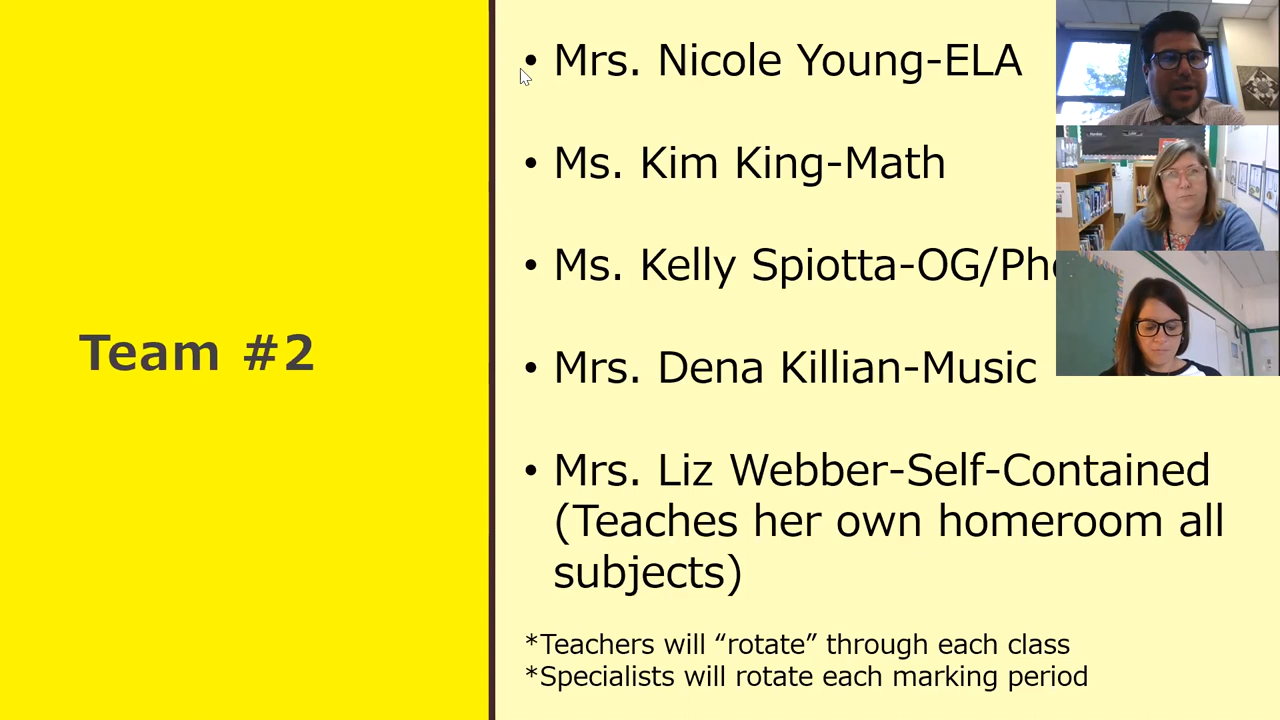 Team #2
• Mrs. Nicole Young-ELA
• Ms. Kim King-Math
• Ms. Kelly Spiotta-OG/
• Mrs. Dena Killian-Music
• Mrs. Liz Webber-Self-Contained
(Teaches her own homeroom all
subjects)
*Teachers will “rotate” through each class
*Specialists will rotate each marking period